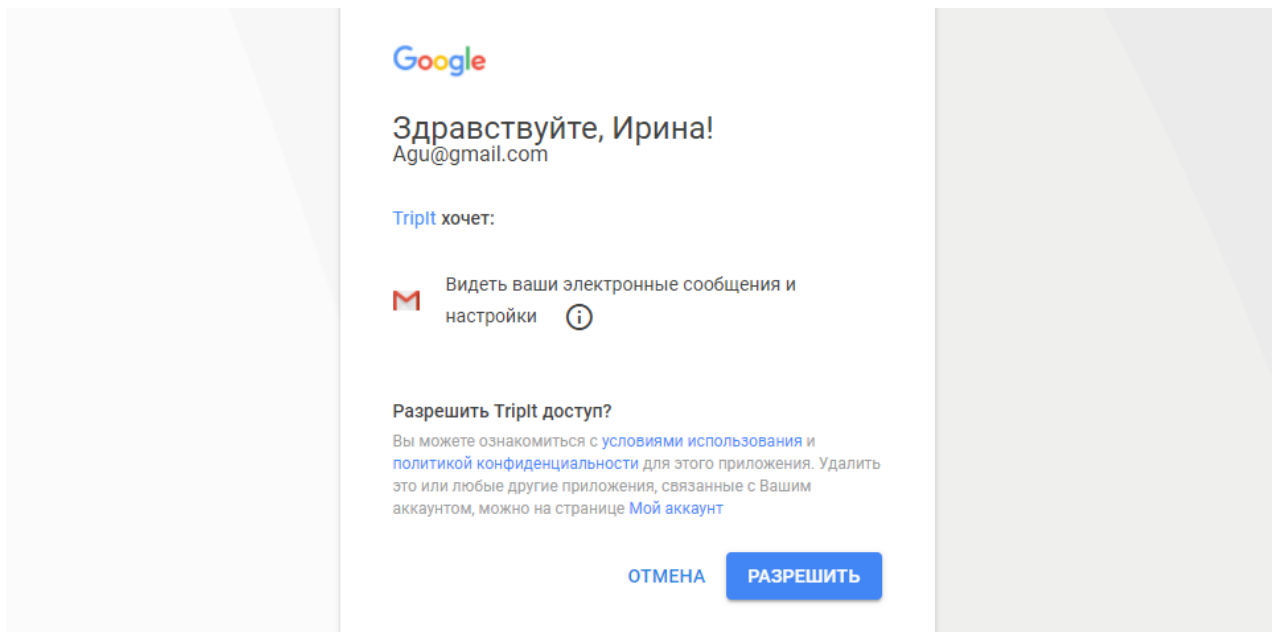 Google
Здравствуйте, Ирина!
Agu@gmail.com
TripIt хочет:
Видеть ваши электронные сообщения и
настройки
Разрешить TripIt доступ?
Вы можете ознакомиться с условиями использования и
политикой конфиденциальности для этого приложения. Удалить
это или любые другие приложения, связанные с Вашим
аккаунтом, можно на странице Мой аккаунт
ОТМЕНА РАЗРЕШИТЬ